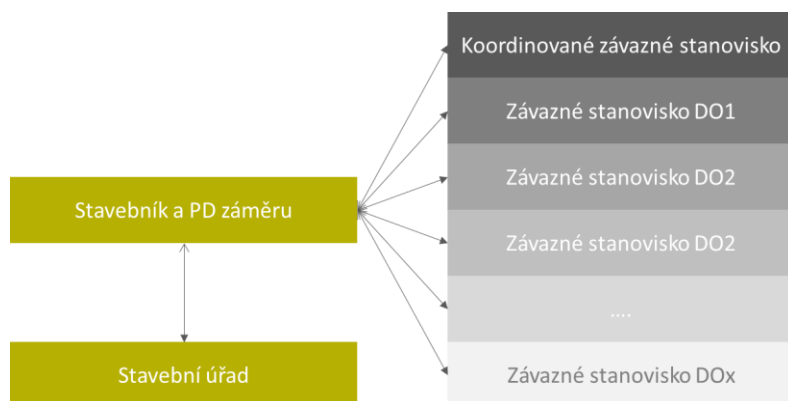 Koordinované závazné stanovisko
Závazné stanovisko DO1
Závazné stanovisko DO2
Stavebník a PD záměru
Závazné stanovisko DO2
....
Stavební úřad
Závazné stanovisko DOx